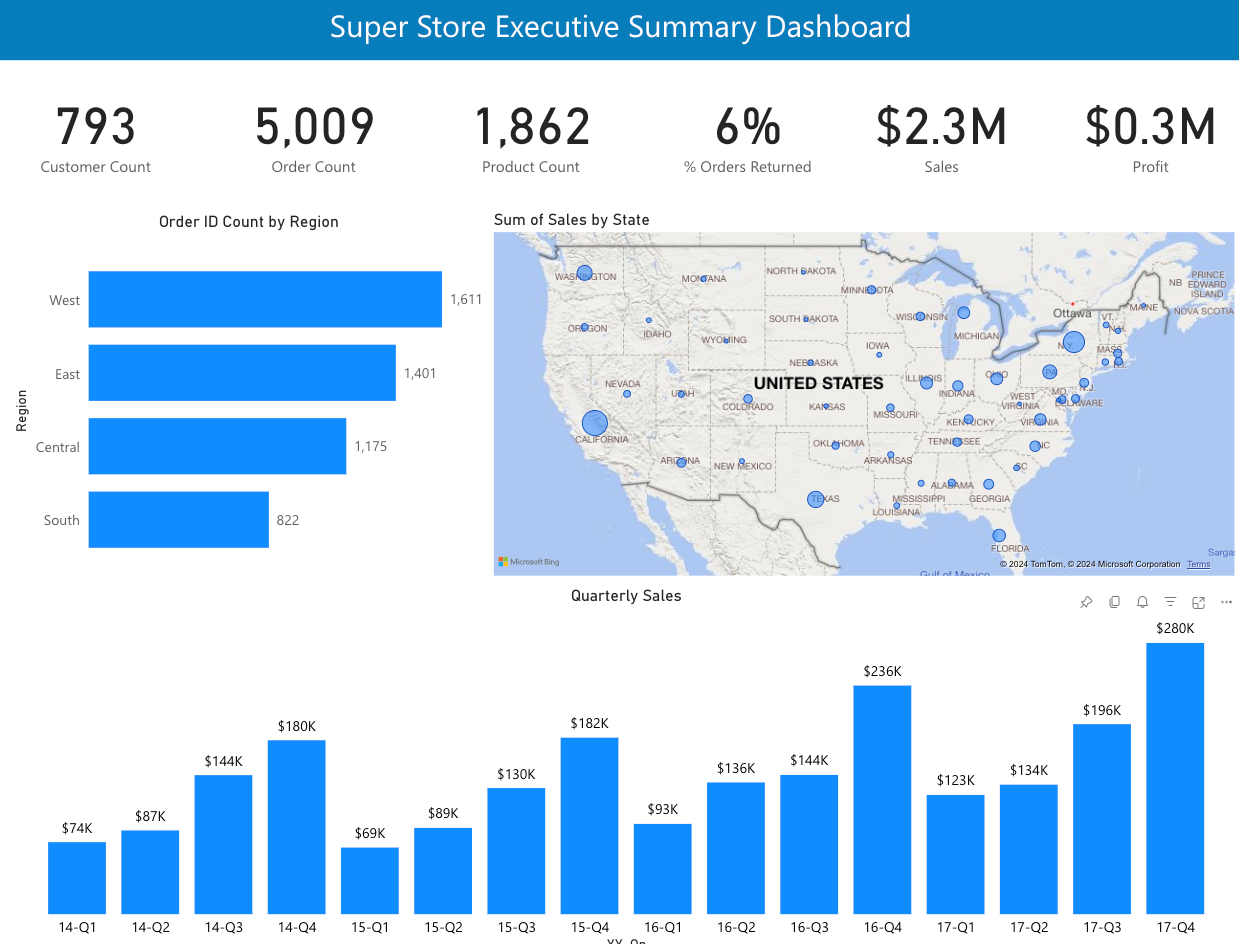 Super Store Executive Summary Dashboard
793
5,009
1,862
6%
$2.3M
$0.3M
Customer Count
Order Count
Product Count
% Orders Returned
Sales
Profit
Order ID Count by Region
Region
West
1,611
East
1,401
Central
1,175
South
822
Sum of Sales by State
WASHINGTON
MONTANA
NORTH DAKOTA
MINNESOTA
MAINE
NB
PRINCE
EDWARD
ISLAND
NOVA SCOTIA
OREGON
IDAHO
SOUTH DAKOTA
WISCONSIN
MICHIGAN
Ottawa
VT.
N.H.
WYOMING
IOWA
N.Y.
MASS
R.I.
NEBRASKA
UNITED STATES
NEVADA
UTAH
COLORADO
KANSAS
MISSOURI
ILLINOIS
INDIANA
OHIO
PA
N.J.
MD.
DELAWARE
WEST
VIRGINIA
VIRGINIA
KENTUCKY
CALIFORNIA
ARIZONA
NEW MEXICO
OKLAHOMA
ARKANSAS
TENNESSEE
NC
SC
TEXAS
LOUISIANA
MISSISSIPPI
ALABAMA
GEORGIA
FLORIDA
Gulf of Mexico
Sargas
Microsoft Bing
© 2024 TomTom, © 2024 Microsoft Corporation Terms
Quarterly Sales
$74K
$87K
$144K
$180K
$69K
$89K
$130K
$182K
$93K
$136K
$144K
$236K
$123K
$134K
$196K
$280K
14-Q1
14-Q2
14-Q3
14-Q4
15-Q1
15-Q2
15-Q3
15-Q4
16-Q1
16-Q2
16-Q3
16-Q4
17-Q1
17-Q2
17-Q3
17-Q4